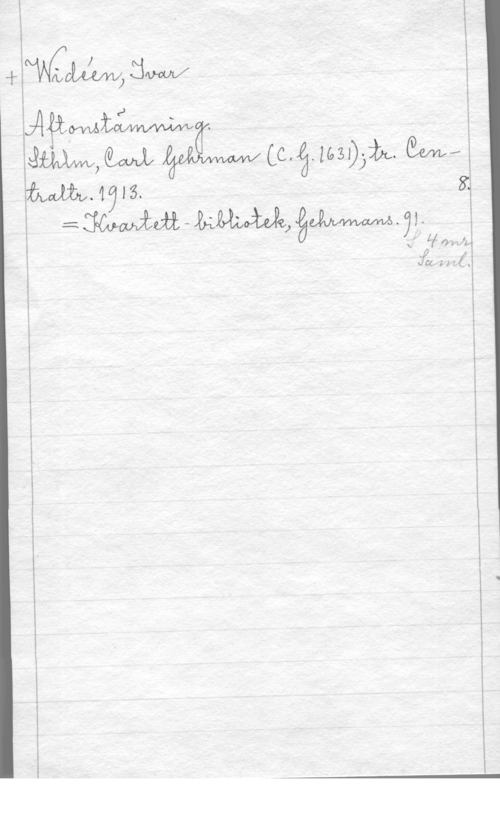 + Widéen, Ivar
Aftonstämning.
Sthlm, Carl Gehrman (C. G. 1631); tr. Cen-
traltr. 1913. 8.
= Kvartett-bibliotek, Gehrmans. 91.
S 4 mr
Saml.